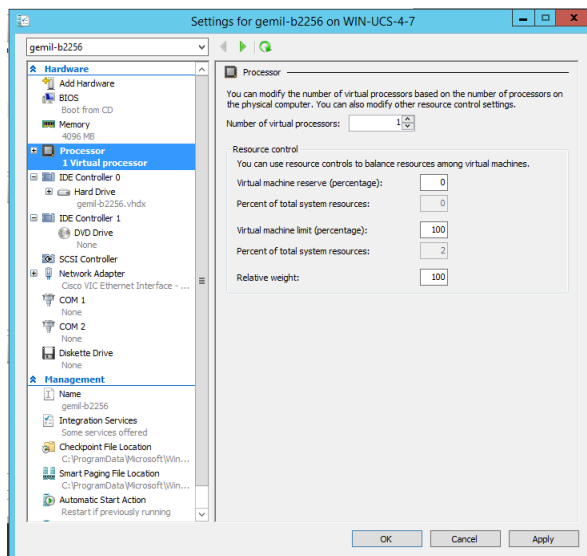 Settings for gemil-b2256 on WIN-UCS-4-7
gemil-b2256
Hardware
Add Hardware
BIOS
Boot from CD
Memory
4096 MB
Processor
1 Virtual processor
IDE Controller 0
Hard Drive
gemil-b2256.vhdx
IDE Controller 1
DVD Drive
None
SCSI Controller
Network Adapter
Cisco VIC Ethernet Interface - ...
COM 1
None
COM 2
None
Diskette Drive
None
Management
Name
gemil-b2256
Integration Services
Some services offered
Checkpoint File Location
C:\ProgramData\Microsoft\Win...
Smart Paging File Location
C:\ProgramData\Microsoft\Win...
Automatic Start Action
Restart if previously running
Processor
You can modify the number of virtual processors based on the number of processors on
the physical computer. You can also modify other resource control settings.
Number of virtual processors: 1
Resource control
You can use resource controls to balance resources among virtual machines.
Virtual machine reserve (percentage): 0
Percent of total system resources: 0
Virtual machine limit (percentage): 100
Percent of total system resources: 2
Relative weight: 100
OK Cancel Apply